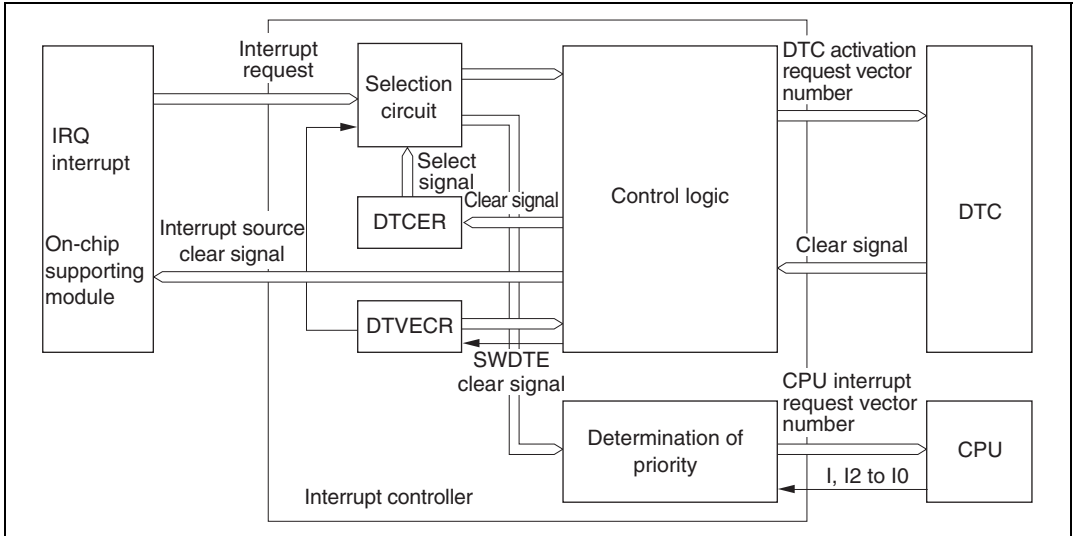 Interrupt
request
Selection
circuit
DTC activation
request vector
number
IRQ
interrupt
Select
signal
Clear signal
Control logic
DTC
DTCER
Interrupt source
clear signal
On-chip
supporting
module
Clear signal
DTVECR
SWDTE
clear signal
CPU interrupt
request vector
number
Determination of
priority
CPU
I, I2 to I0
Interrupt controller